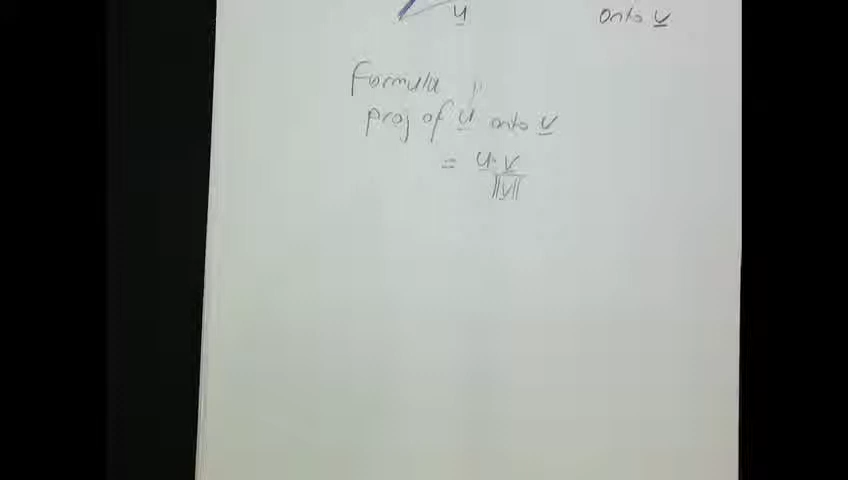 u
onto v
Formula
proj of u onto v
= u · v
||v||